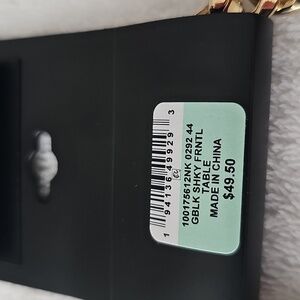 1 94136 49929 3
100175612NK 0292 44
GBLK SHKY FRNTL
TABLE
MADE IN CHINA
$49.50